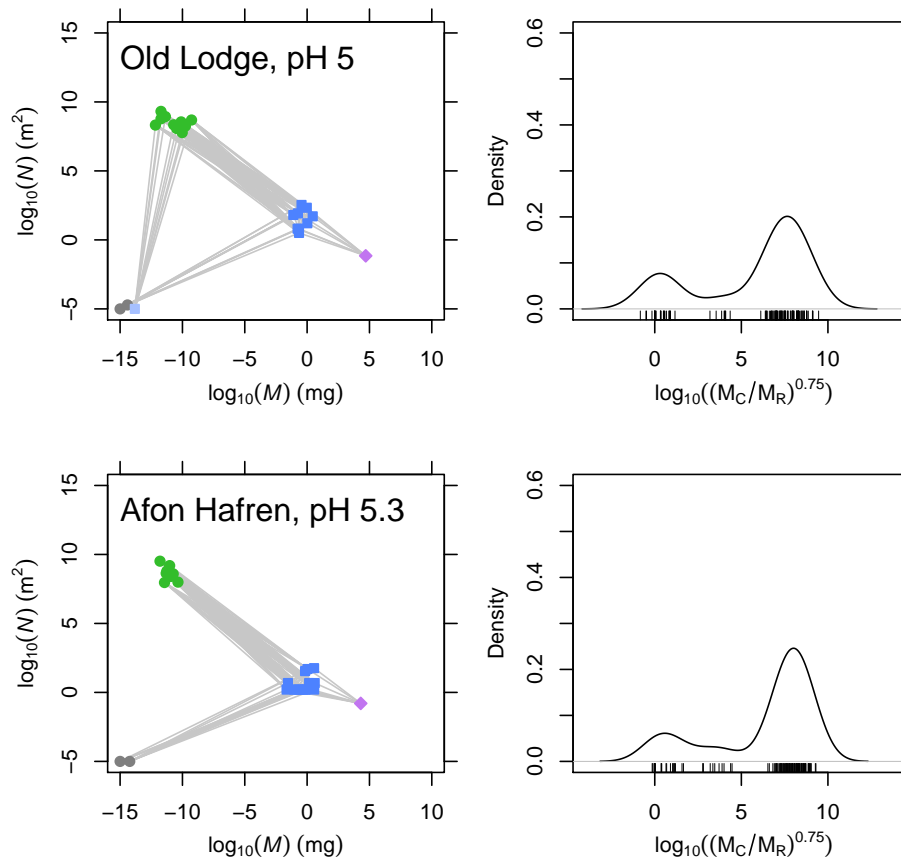 Old Lodge, pH 5
15
10
5
0
−5
log10(N) (m²)
−15 −10 −5 0 5 10
log10(M) (mg)
0.6
0.4
0.2
0.0
Density
0 5 10
log10((MC/MR)^0.75)
Afon Hafren, pH 5.3
15
10
5
0
−5
log10(N) (m²)
−15 −10 −5 0 5 10
log10(M) (mg)
0.6
0.4
0.2
0.0
Density
0 5 10
log10((MC/MR)^0.75)